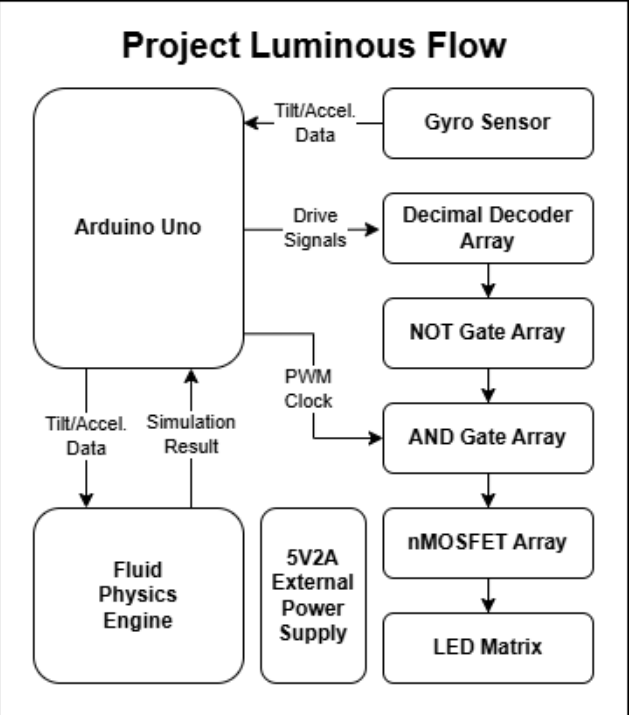 Project Luminous Flow
Tilt/Accel.
Data
Gyro Sensor
Arduino Uno
Drive
Signals
Decimal Decoder
Array
NOT Gate Array
PWM
Clock
Tilt/Accel.
Data
Simulation
Result
AND Gate Array
Fluid
Physics
Engine
5V2A
External
Power
Supply
nMOSFET Array
LED Matrix